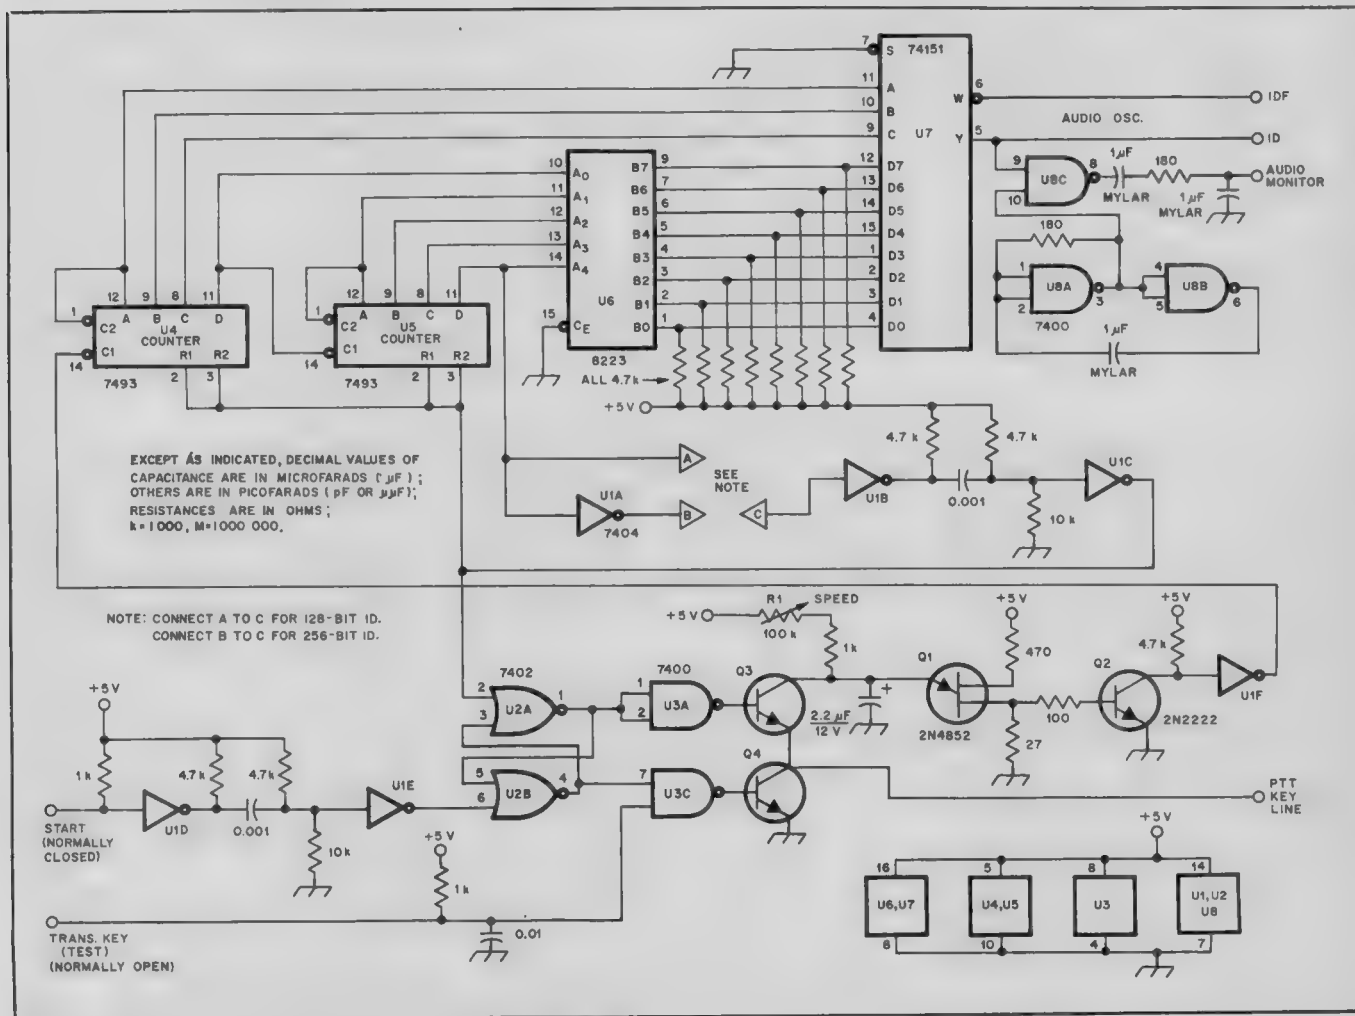 7
S
74151
11
A
10
B
9
C
U7
W
6
IDF
AUDIO OSC.
Y
5
ID
12
D7
13
D6
14
D5
15
D4
1
D3
2
D2
3
D1
4
D0
9
10
U8C
8
1µF
MYLAR
180
1µF
MYLAR
AUDIO
MONITOR
180
1
2
U8A
3
7400
4
5
U8B
6
1µF
MYLAR
10
A0
11
A1
12
A2
13
A3
14
A4
15
CE
U6
8223
B7
9
B6
7
B5
6
B4
5
B3
4
B2
3
B1
2
B0
1
ALL 4.7k
+5V
12
9
8
11
1
C2
A
B
C
D
U4
COUNTER
14
C1
R1
R2
7493
2
3
12
9
8
11
1
C2
A
B
C
D
U5
COUNTER
14
C1
R1
R2
7493
2
3
EXCEPT AS INDICATED, DECIMAL VALUES OF
CAPACITANCE ARE IN MICROFARADS (µF);
OTHERS ARE IN PICOFARADS (pF OR µµF);
RESISTANCES ARE IN OHMS;
k=1000, M=1000 000.
A
SEE
NOTE
U1A
7404
B
C
U1B
4.7 k
4.7 k
0.001
10 k
U1C
NOTE: CONNECT A TO C FOR 128-BIT ID.
CONNECT B TO C FOR 256-BIT ID.
+5V
R1
SPEED
100 k
1k
+5V
470
+5V
4.7k
Q1
Q2
U1F
2.2 µF
12 V
2N4852
100
27
2N2222
7402
2
3
U2A
1
7400
1
2
U3A
Q3
5
6
U2B
4
7
U3C
Q4
+5V
1k
4.7k
4.7k
START
(NORMALLY
CLOSED)
U1D
0.001
10k
U1E
+5V
1k
0.01
TRANS. KEY
(TEST)
(NORMALLY OPEN)
PTT
KEY
LINE
+5V
16
U6,U7
8
5
U4,U5
10
8
U3
4
14
U1,U2
U8
7